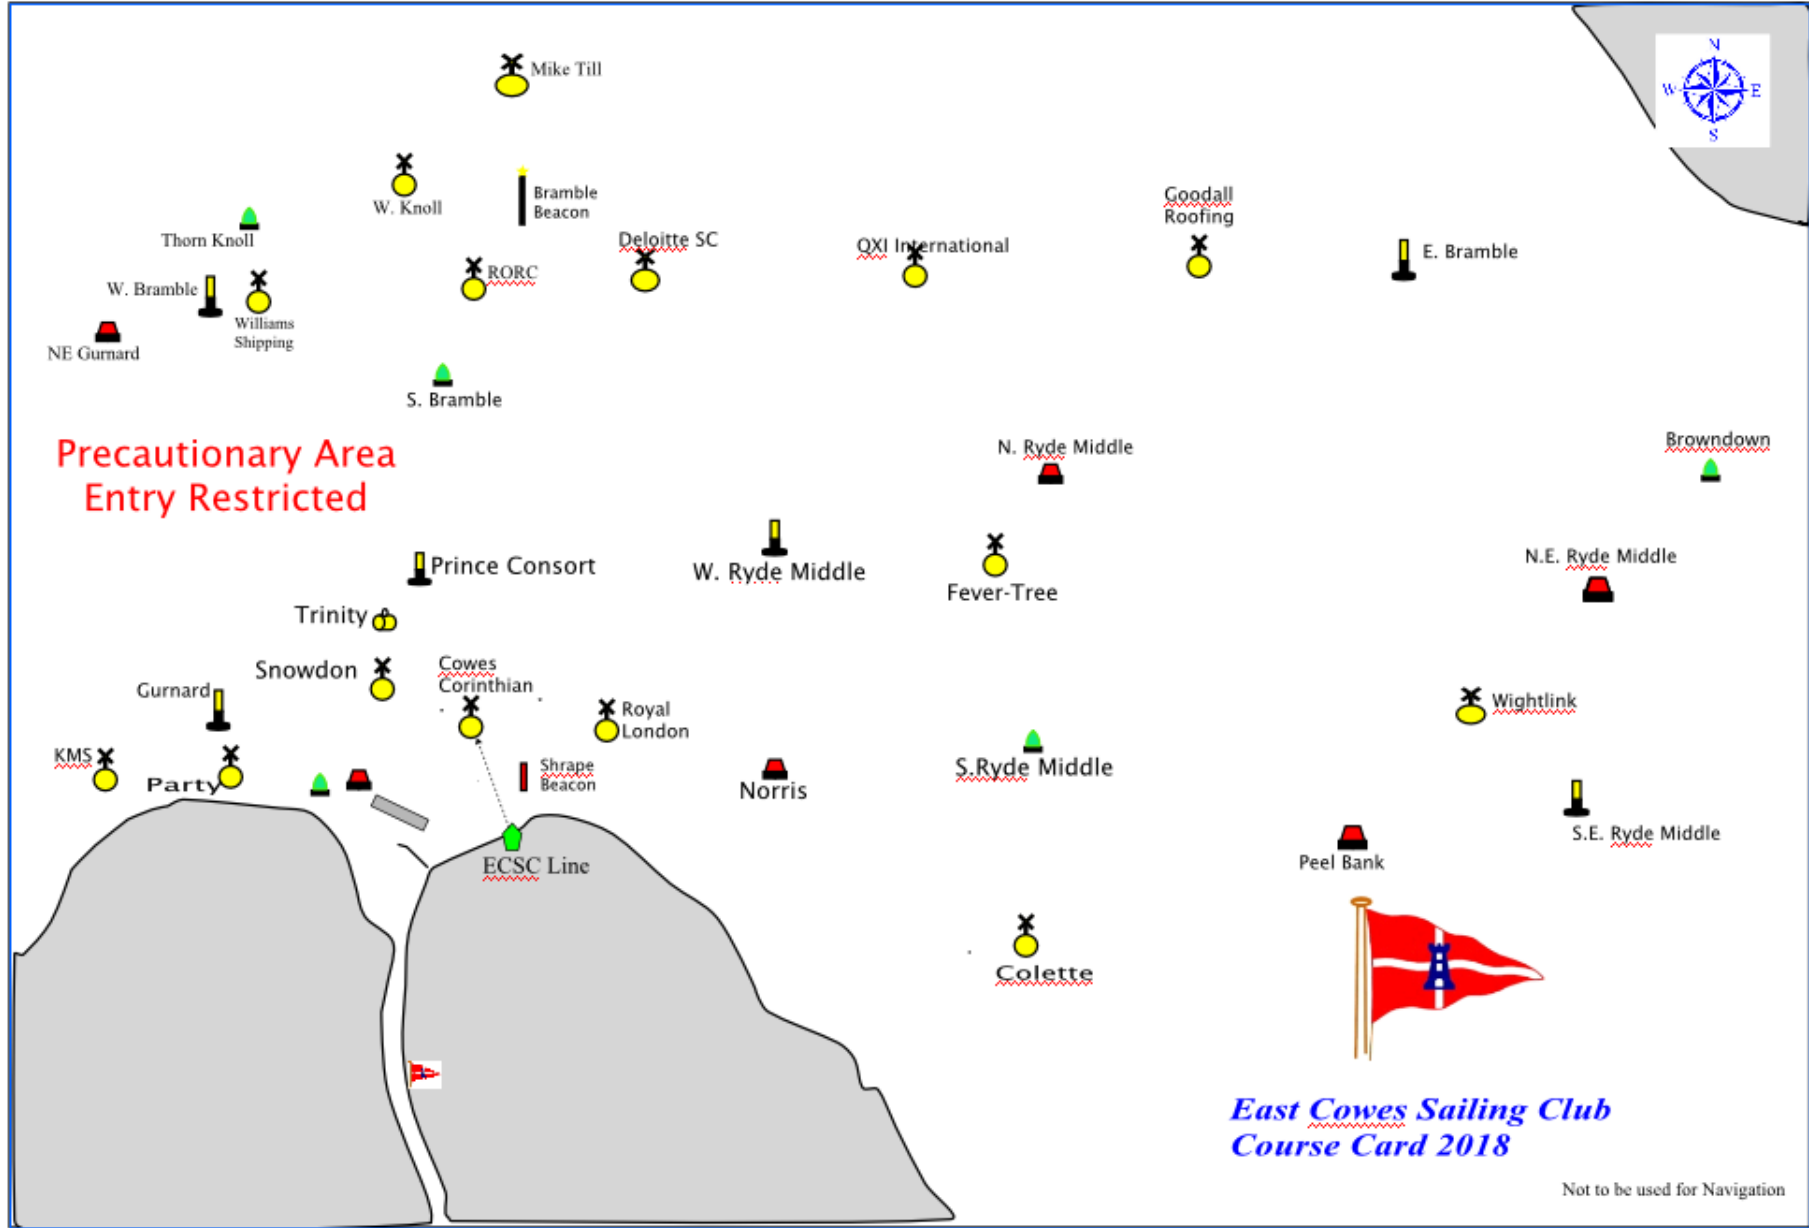 N
W
E
S
Mike Till
W. Knoll
Bramble
Beacon
Goodall
Roofing
Thorn Knoll
Deloitte SC
QXI International
E. Bramble
RORC
W. Bramble
Williams
Shipping
NE Gurnard
S. Bramble
Precautionary Area
Entry Restricted
N. Ryde Middle
Browndown
Prince Consort
W. Ryde Middle
N.E. Ryde Middle
Fever-Tree
Trinity
Snowdon
Cowes
Corinthian
Gurnard
Royal
London
Wightlink
KMS
Party
Shrape
Beacon
Norris
S.Ryde Middle
S.E. Ryde Middle
Peel Bank
ECSC Line
Colette
East Cowes Sailing Club
Course Card 2018
Not to be used for Navigation